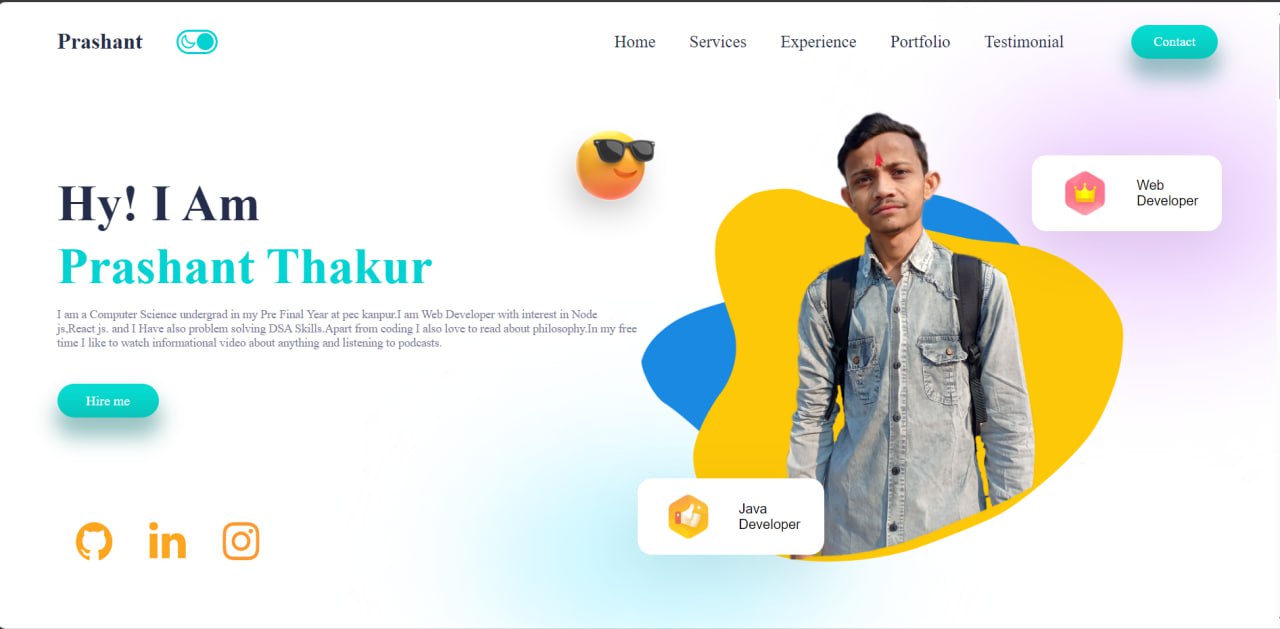 Prashant
Home
Services
Experience
Portfolio
Testimonial
Contact
Hy! I Am
Prashant Thakur
I am a Computer Science undergrad in my Pre Final Year at pec kanpur.I am Web Developer with interest in Node
js,React js. and I Have also problem solving DSA Skills.Apart from coding I also love to read about philosophy.In my free
time I like to watch informational video about anything and listening to podcasts.
Hire me
Web
Developer
Java
Developer
in